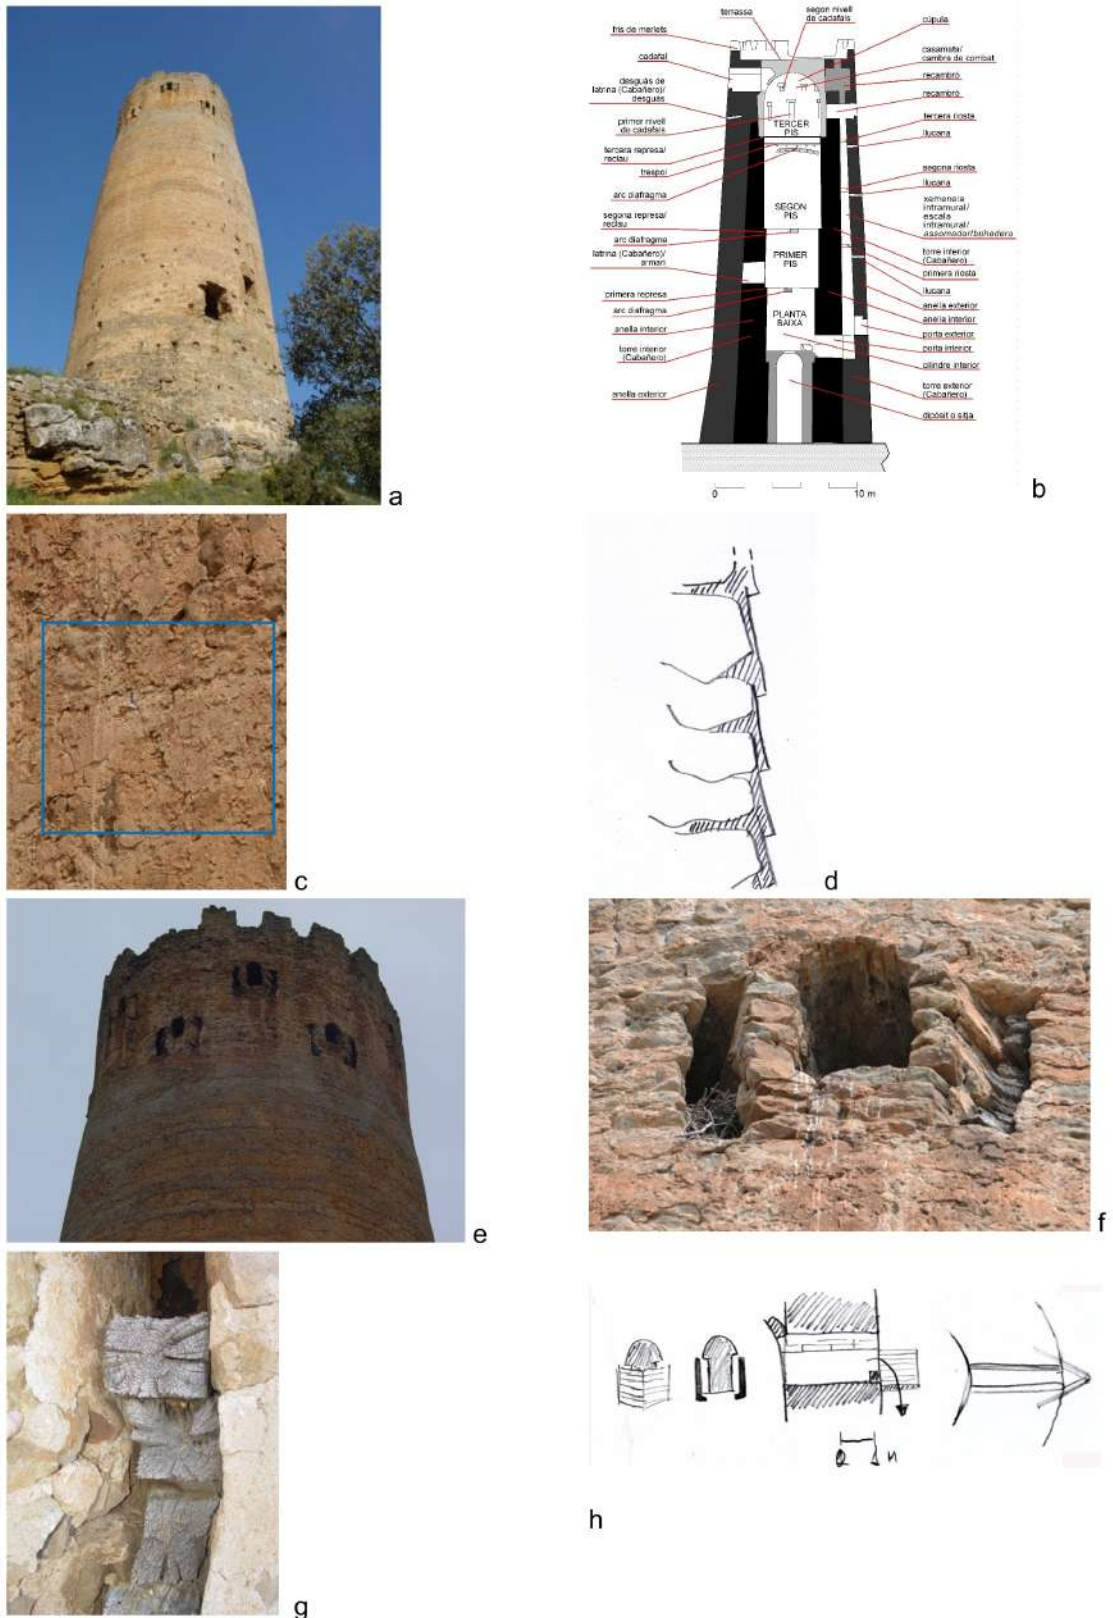 a
fris de merlets
cadafal
desguàs de
latrina (Cabañero)/
desguàs
primer nivell
de cadafals
tercera represa/
reclau
trespol
arc diafragma
segona represa/
reclau
arc diafragma
latrina (Cabañero)/
armari
primera represa
arc diafragma
anella interior
torre interior
(Cabañero)
anella exterior
terrassa
segon nivell
de cadafals
TERCER
PIS
SEGON
PIS
PRIMER
PIS
PLANTA
BAIXA
cúpula
casamata/
cambra de combat
recambró
recambró
tercera riosta
llucana
segona riosta
llucana
xemeneia
intramural/
escala
intramural/
assomador/buhadera
torre interior
(Cabañero)
primera riosta
llucana
anella exterior
anella interior
porta exterior
porta interior
cilindre interior
torre exterior
(Cabañero)
dipòsit o sitja
0 10 m
b
c
d
e
f
g
h